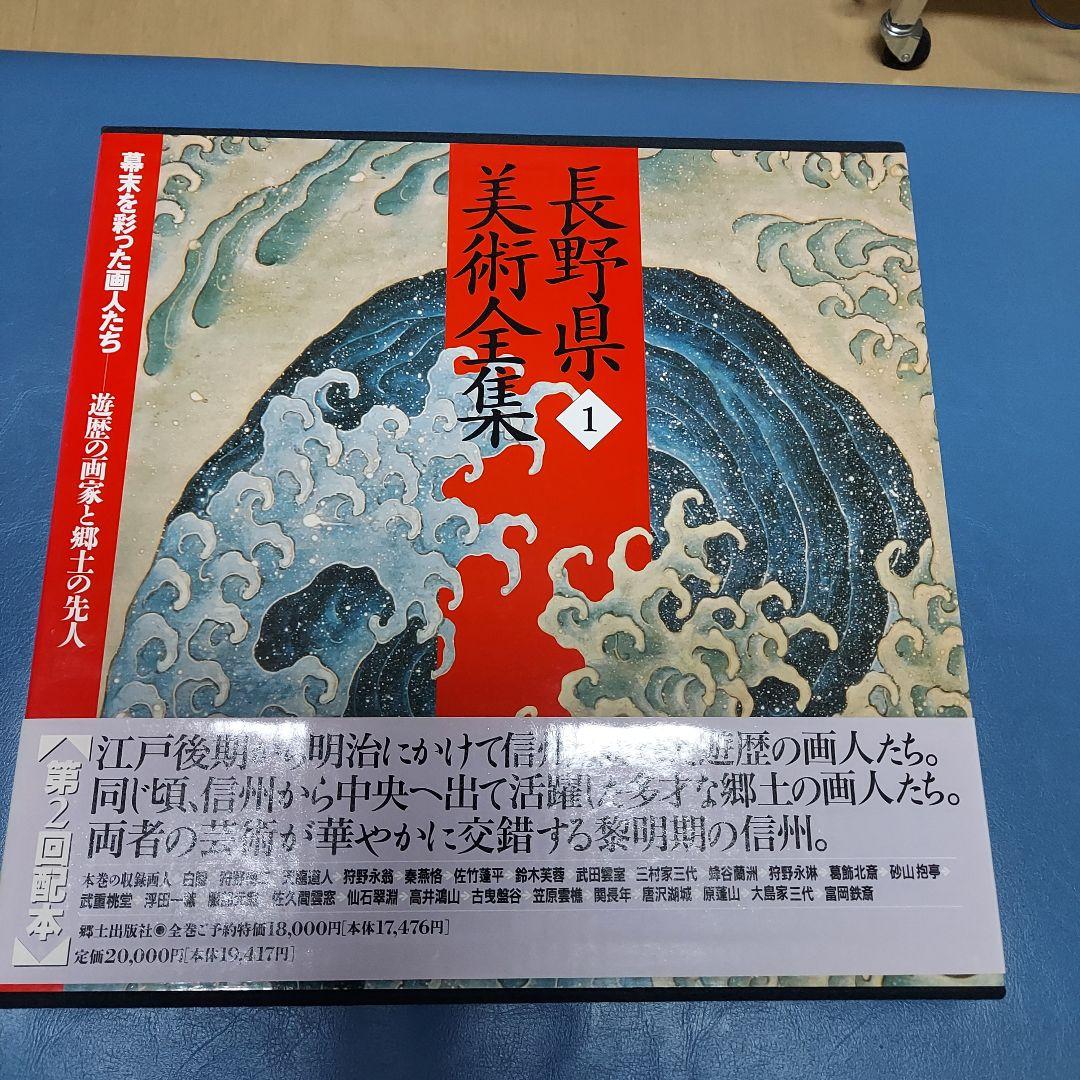 長野県
美術全集
1
幕末を彩った画人たち──遊歴の画家と郷土の先人
第2回配本
江戸後期から明治にかけて信州 遊歴の画人たち。
同じ頃、信州から中央へ出て活躍した多才な郷土の画人たち。
両者の芸術が華やかに交錯する黎明期の信州。
本巻の収録画人 白隠 天龍道人 狩野永翁 秦燕恪 佐竹蓬平 鈴木芙蓉 武田雲室 三村家三代 蜂谷蘭洲 狩野永琳 葛飾北斎 砂山抱亭
武重桃堂 浮田一蕙 佐久間雲窓 仙石翠淵 高井鴻山 古曳盤谷 笠原雲樵 関長年 唐沢湖城 原蓬山 大島家三代 富岡鉄斎
郷土出版社◉全巻ご予約特価18,000円[本体17,476円]
定価20,000円[本体19,417円]